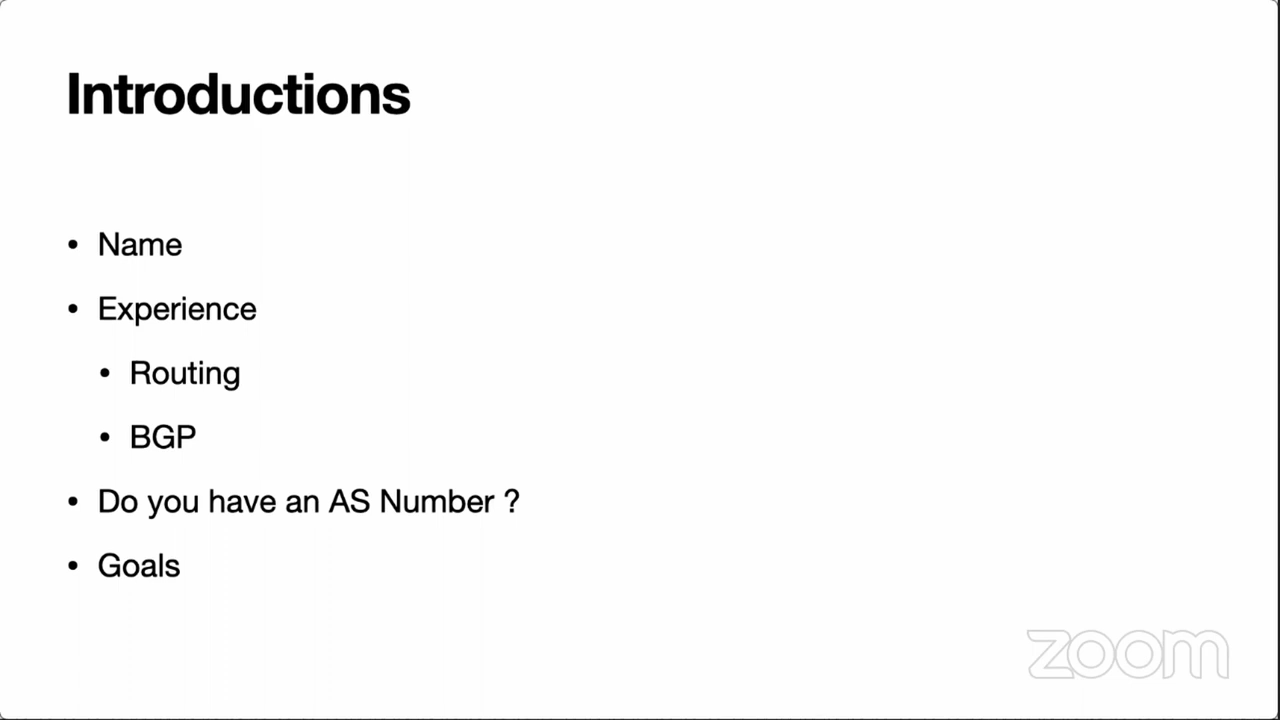 Introductions
• Name
• Experience
• Routing
• BGP
• Do you have an AS Number ?
• Goals
zoom